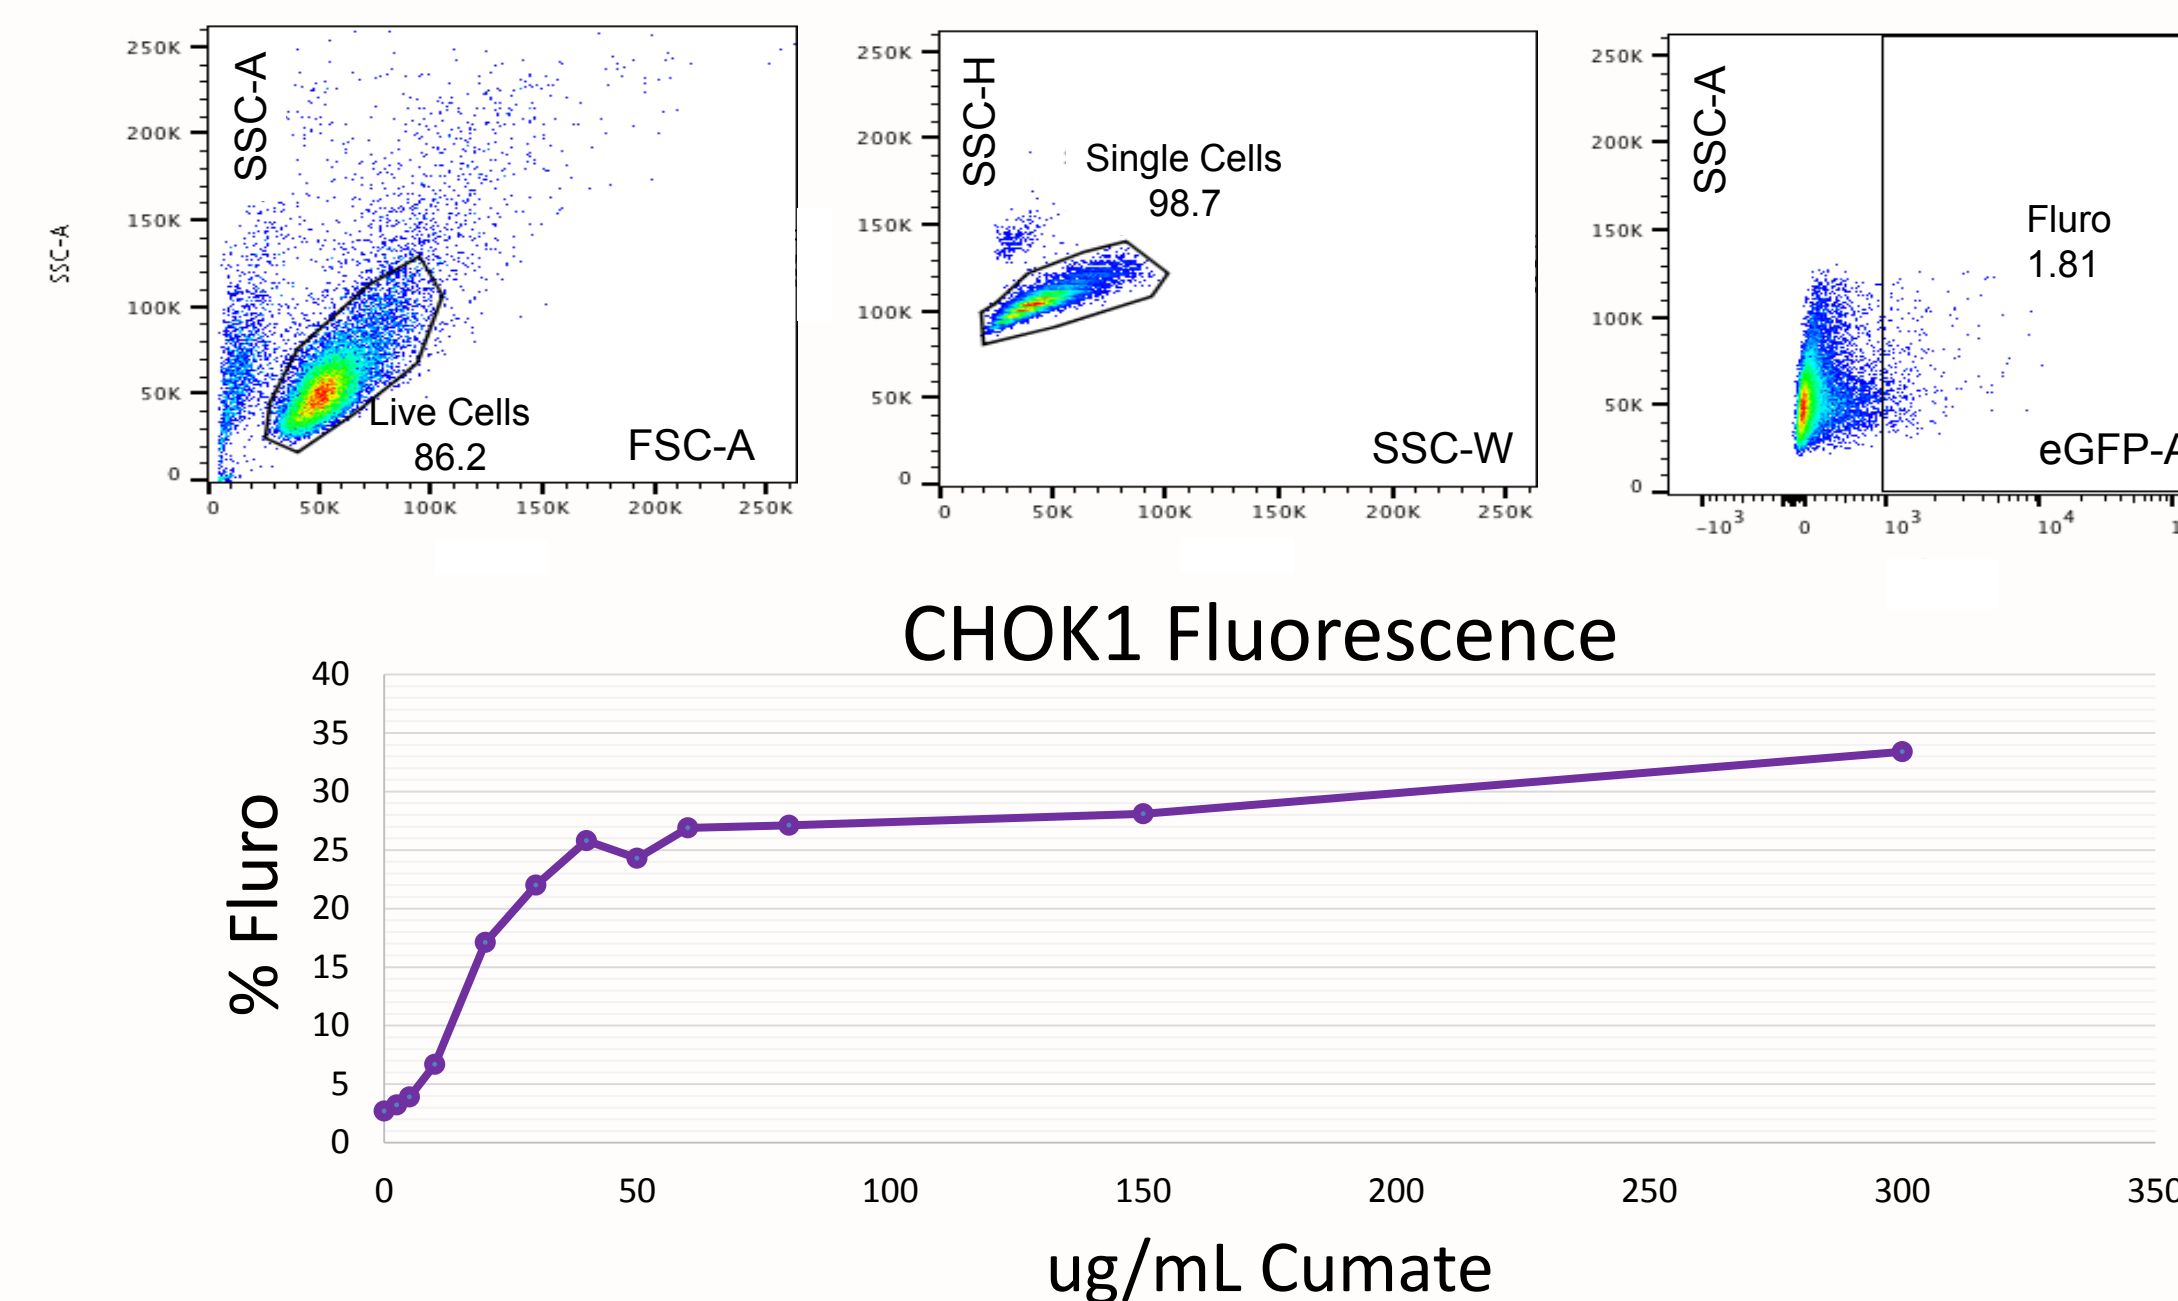 SSC-A
250K
200K
150K
100K
50K
0
SSC-A
Live Cells
86.2
FSC-A
0
50K
100K
150K
200K
250K
250K
200K
150K
100K
50K
0
SSC-H
Single Cells
98.7
SSC-W
0
50K
100K
150K
200K
250K
250K
200K
150K
100K
50K
0
SSC-A
Fluro
1.81
eGFP-A
-10³
0
10³
10⁴
1
CHOK1 Fluorescence
40
35
30
25
20
15
10
5
0
% Fluro
0
50
100
150
200
250
300
350
ug/mL Cumate